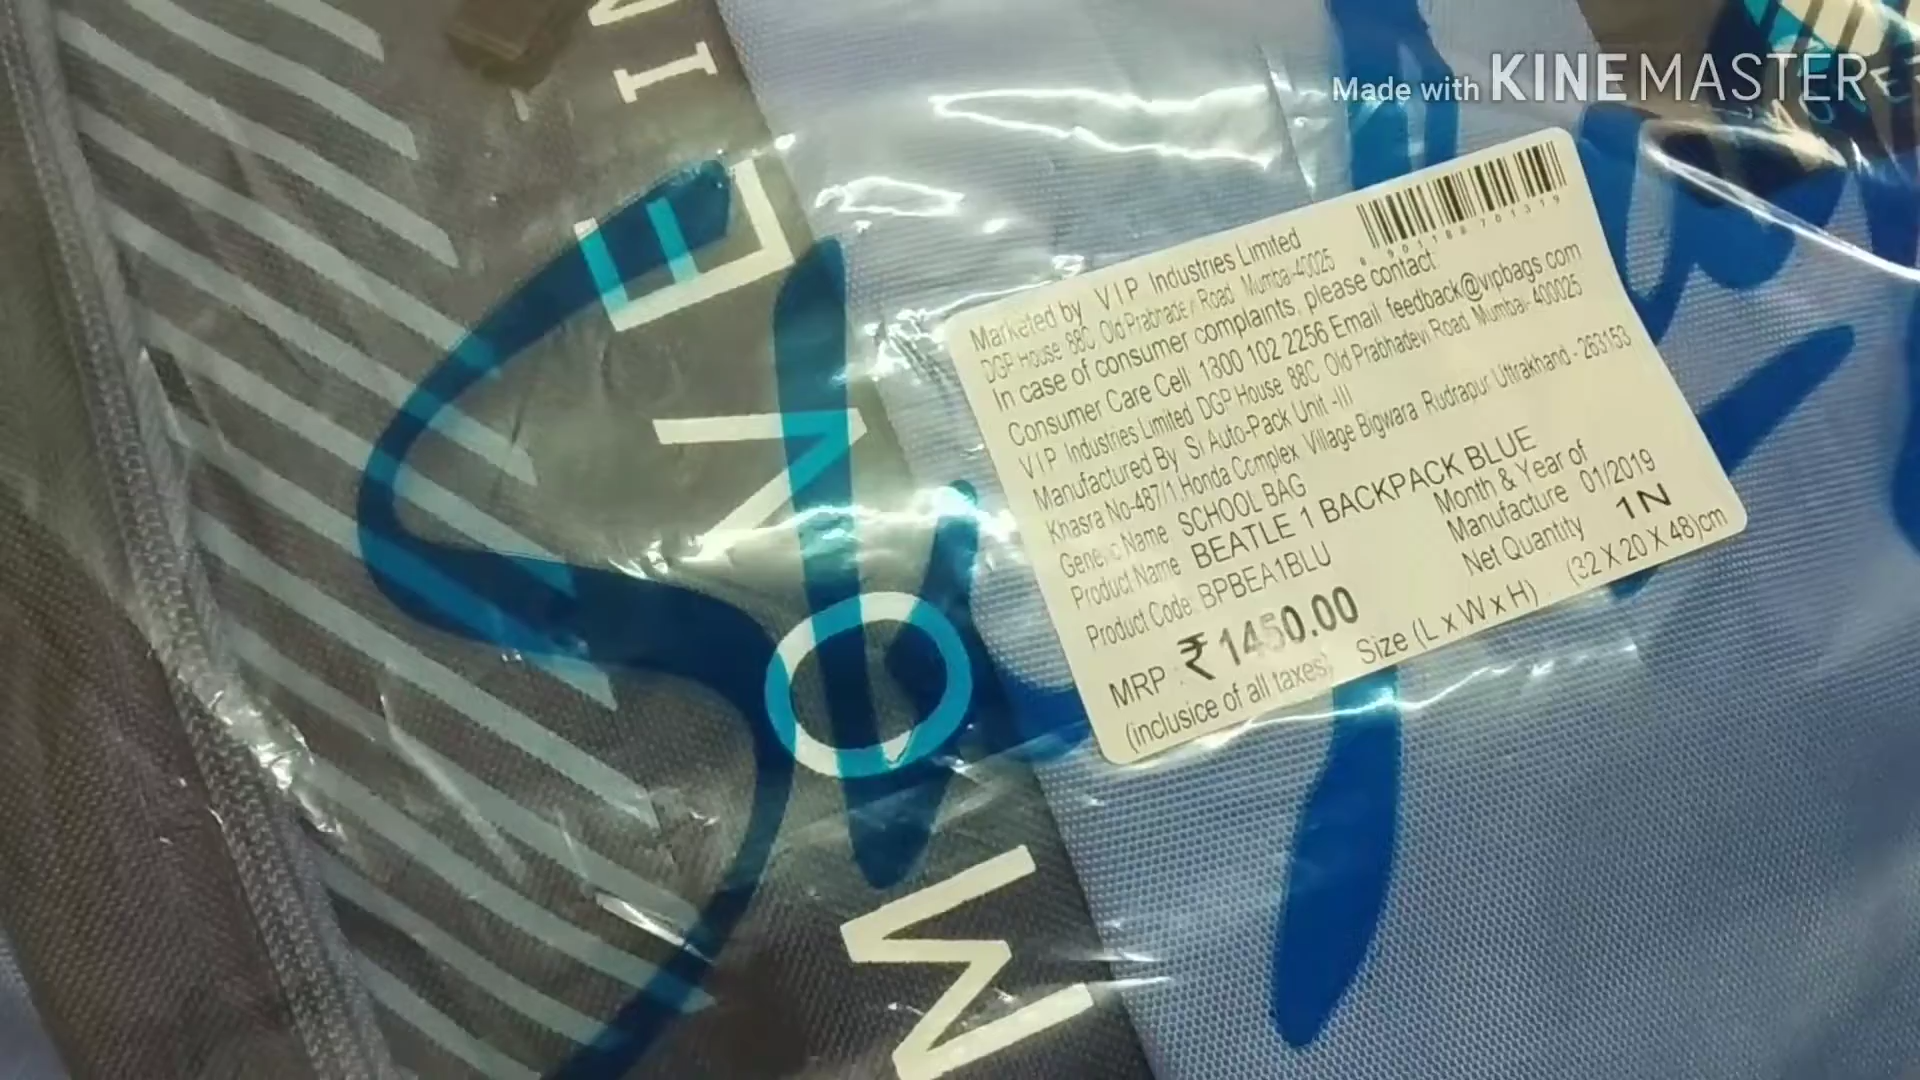 Made with KINEMASTER
Marketed by V I P Industries Limited
DGP House 88C Old Prabhadevi Road Mumbai-40025
In case of consumer complaints, please contact:
Consumer Care Cell 1800 102 2256 Email feedback@vipbags.com
V I P Industries Limited DGP House 88C Old Prabhadevi Road Mumbai-400025
Manufactured By Si Auto-Pack Unit -III
Khasra No-487/1,Honda Complex Village Bigwara Rudrapur Uttrakhand - 263153
Generic Name SCHOOL BAG
Product Name BEATLE 1 BACKPACK BLUE
Product Code: BPBEA1BLU
Month & Year of
Manufacture 01/2019
Net Quantity 1N
MRP : ₹1450.00
(inclusice of all taxes) Size (L x W x H) (32 X 20 X 48)cm